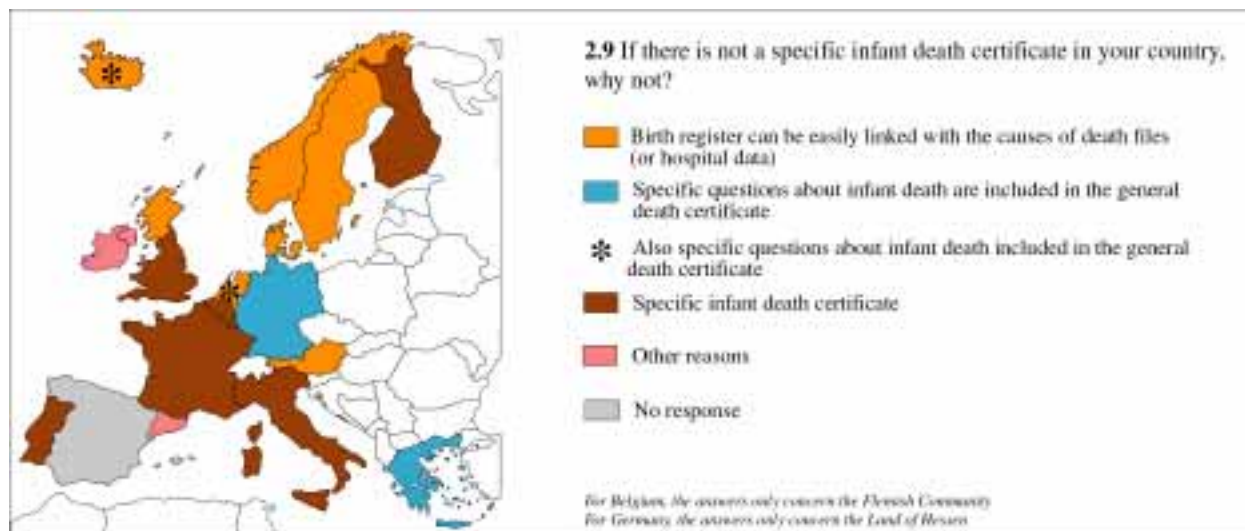 2.9 If there is not a specific infant death certificate in your country,
why not?
Birth register can be easily linked with the causes of death files
(or hospital data)
Specific questions about infant death are included in the general
death certificate
* Also specific questions about infant death included in the general
death certificate
Specific infant death certificate
Other reasons
No response
For Belgium, the answers only concern the Flemish Community
For Germany, the answers only concern the Land of Hessen